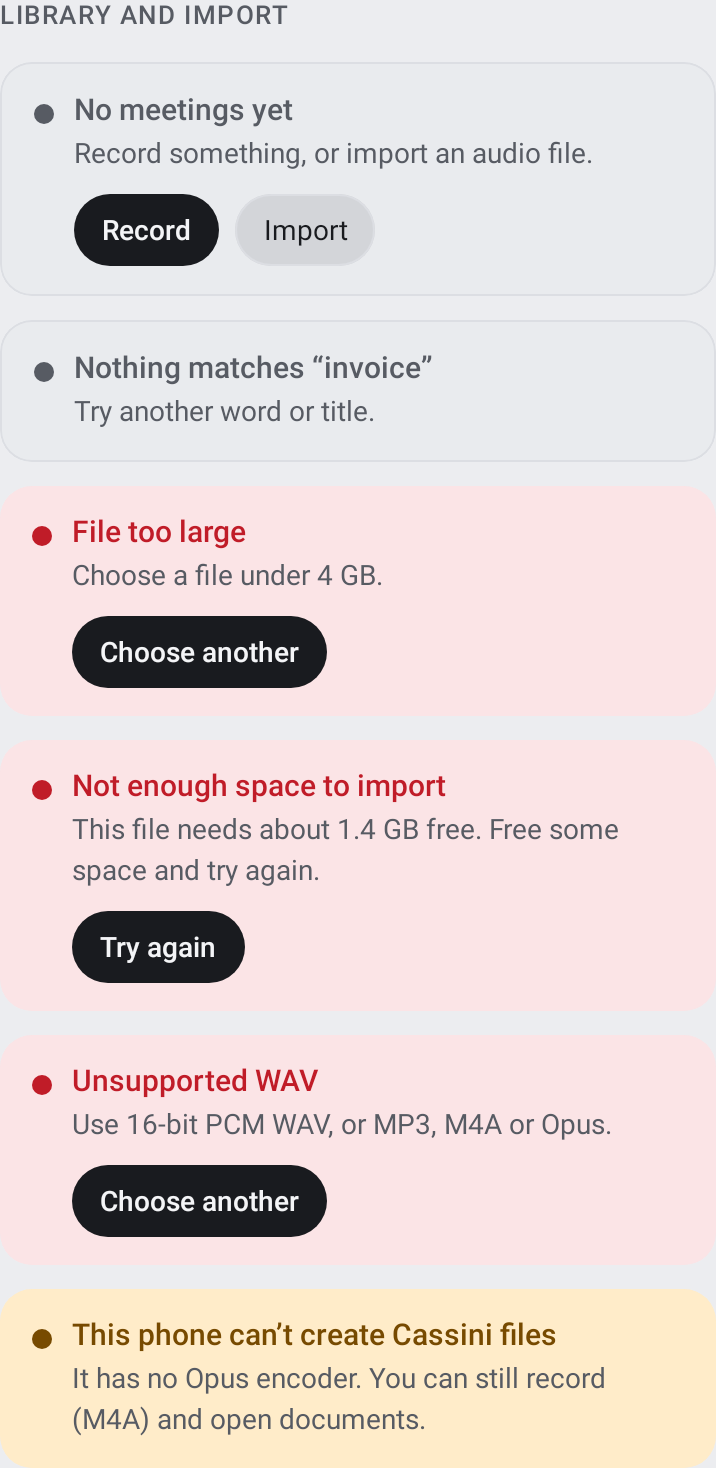 LIBRARY AND IMPORT
No meetings yet
Record something, or import an audio file.
Record
Import
Nothing matches “invoice”
Try another word or title.
File too large
Choose a file under 4 GB.
Choose another
Not enough space to import
This file needs about 1.4 GB free. Free some
space and try again.
Try again
Unsupported WAV
Use 16-bit PCM WAV, or MP3, M4A or Opus.
Choose another
This phone can’t create Cassini files
It has no Opus encoder. You can still record
(M4A) and open documents.